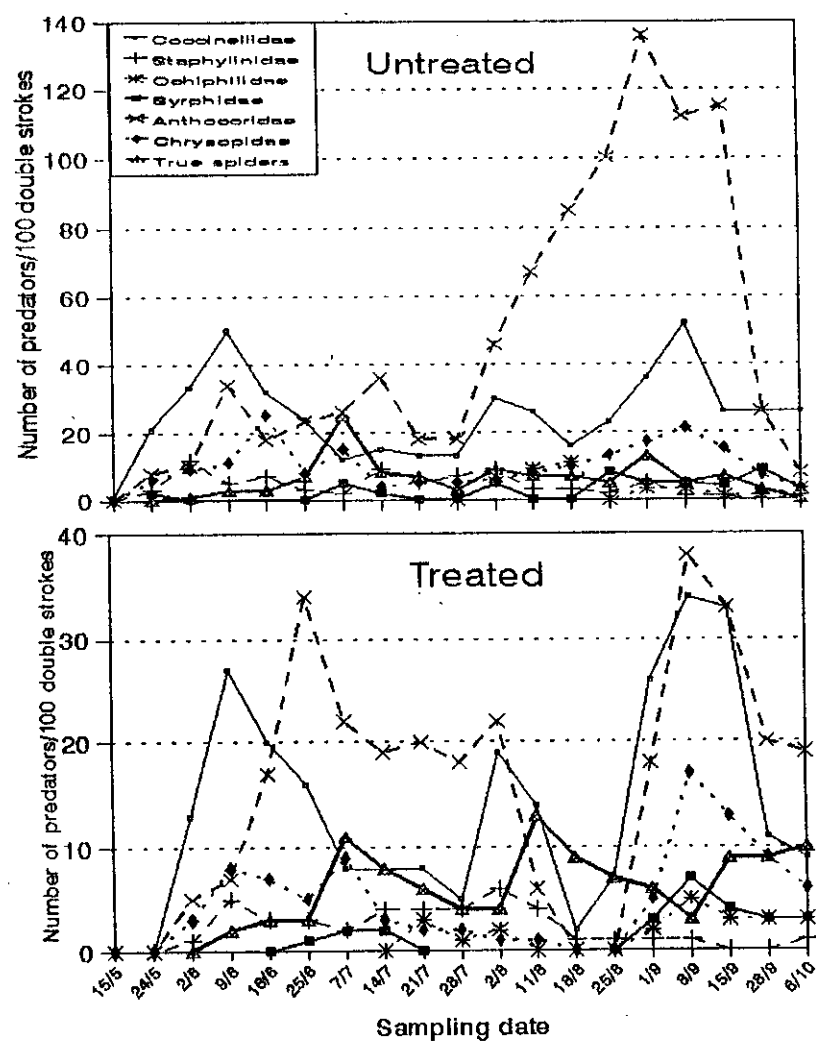 Number of predators/100 double strokes
140
120
100
80
60
40
20
0
Coccinellidae
Staphylinidae
Syrphidae
Anthocoridae
Chrysopidae
True spiders
Untreated
Number of predators/100 double strokes
40
30
20
10
0
Treated
15/5 24/5 2/6 9/6 16/6 25/6 7/7 14/7 21/7 28/7 2/8 11/8 18/8 25/8 1/9 8/9 15/9 28/9 6/10
Sampling date